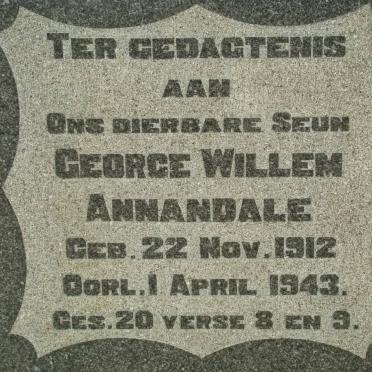 Ter gedagtenis
aan
Ons dierbare Seun
George Willem
Annandale
Geb. 22 Nov. 1912
Oorl. 1 April 1943.
Ges. 20 verse 8 en 9.